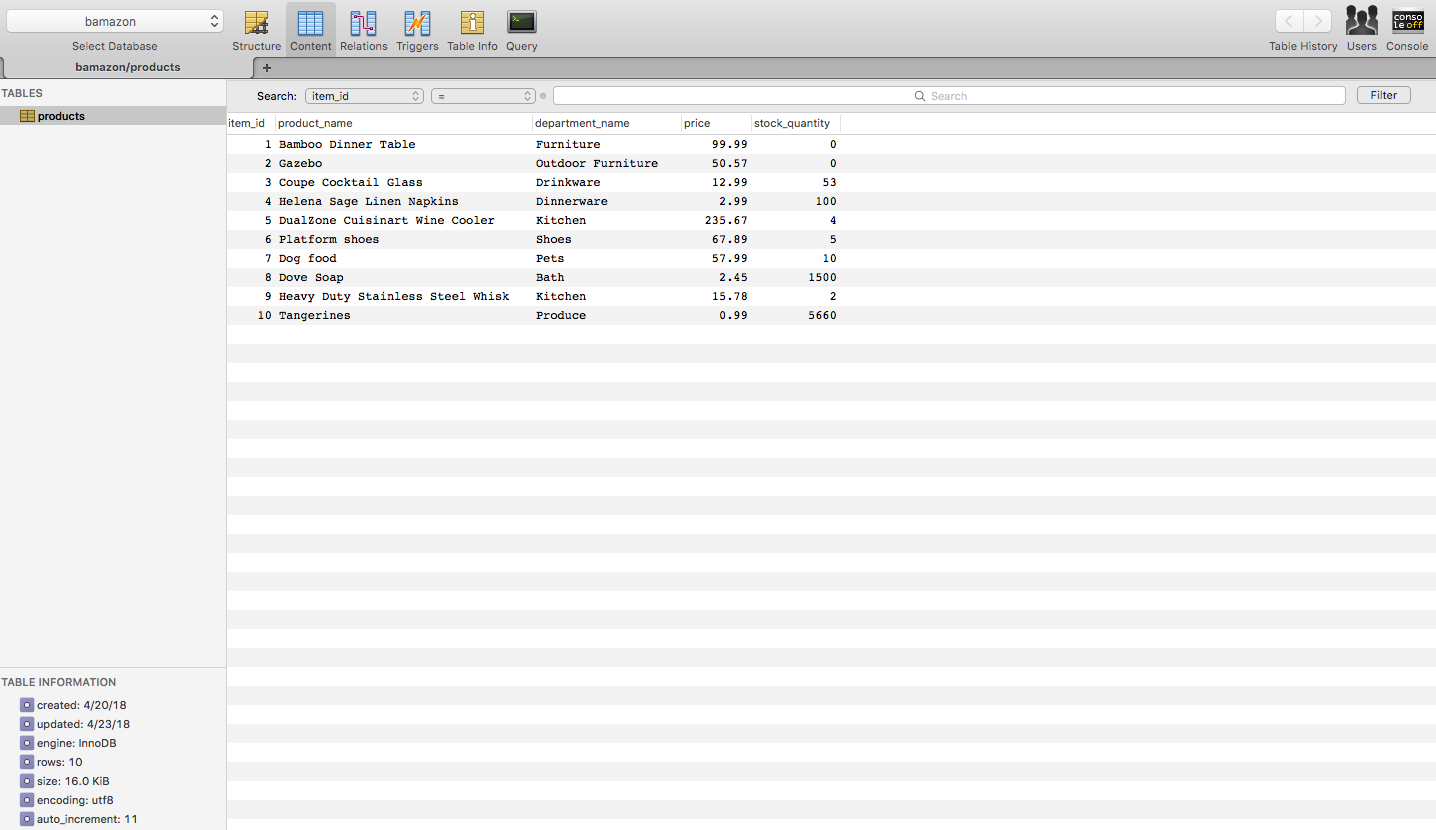 bamazon
Select Database
Structure Content Relations Triggers Table Info Query
Table History Users Console
console off
bamazon/products +
TABLES
products
Search: item_id = Search Filter
item_id product_name department_name price stock_quantity
1 Bamboo Dinner Table Furniture 99.99 0
2 Gazebo Outdoor Furniture 50.57 0
3 Coupe Cocktail Glass Drinkware 12.99 53
4 Helena Sage Linen Napkins Dinnerware 2.99 100
5 DualZone Cuisinart Wine Cooler Kitchen 235.67 4
6 Platform shoes Shoes 67.89 5
7 Dog food Pets 57.99 10
8 Dove Soap Bath 2.45 1500
9 Heavy Duty Stainless Steel Whisk Kitchen 15.78 2
10 Tangerines Produce 0.99 5660
TABLE INFORMATION
created: 4/20/18
updated: 4/23/18
engine: InnoDB
rows: 10
size: 16.0 KiB
encoding: utf8
auto_increment: 11